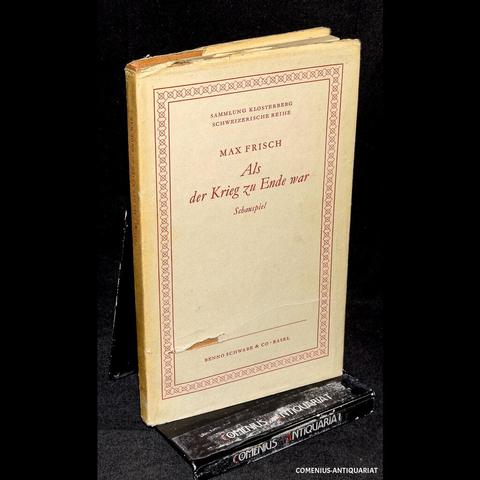 SAMMLUNG KLOSTERBERG
SCHWEIZERISCHE REIHE
MAX FRISCH
Als
der Krieg zu Ende war
Schauspiel
BENNO SCHWABE & CO · BASEL
COMENIUS ANTIQUARIAT
COMENIUS ANTIQUARIAT
COMENIUS-ANTIQUARIAT